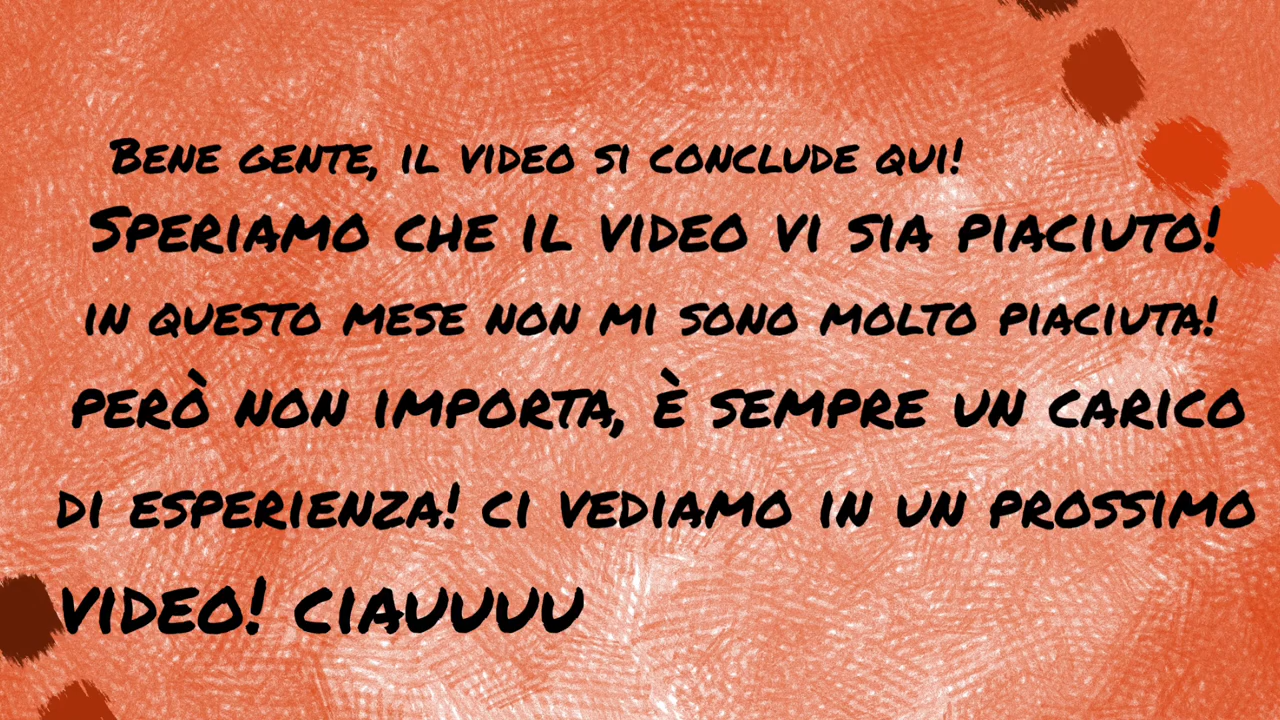 Bene gente, il video si conclude qui!
Speriamo che il video vi sia piaciuto!
in questo mese non mi sono molto piaciuta!
però non importa, è sempre un carico
di esperienza! ci vediamo in un prossimo
video! ciauuuu